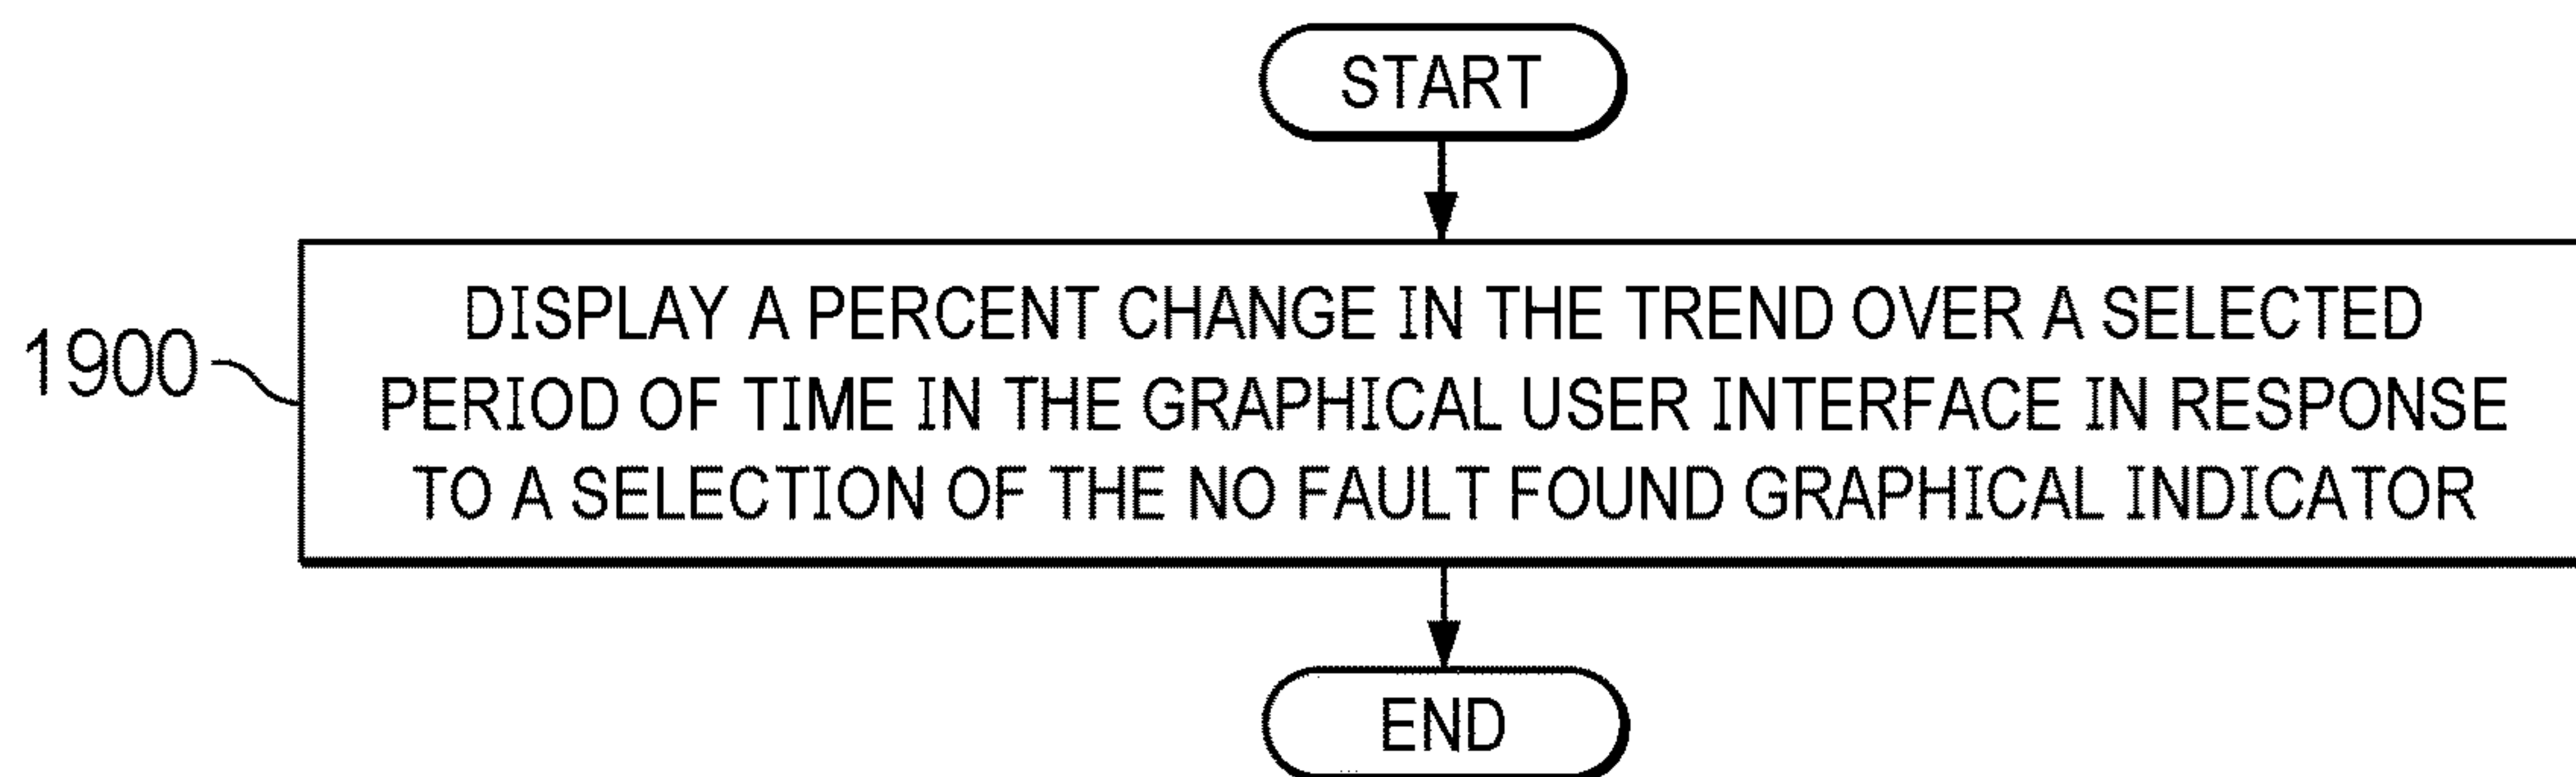 START
DISPLAY A PERCENT CHANGE IN THE TREND OVER A SELECTED
PERIOD OF TIME IN THE GRAPHICAL USER INTERFACE IN RESPONSE
TO A SELECTION OF THE NO FAULT FOUND GRAPHICAL INDICATOR
1900
END